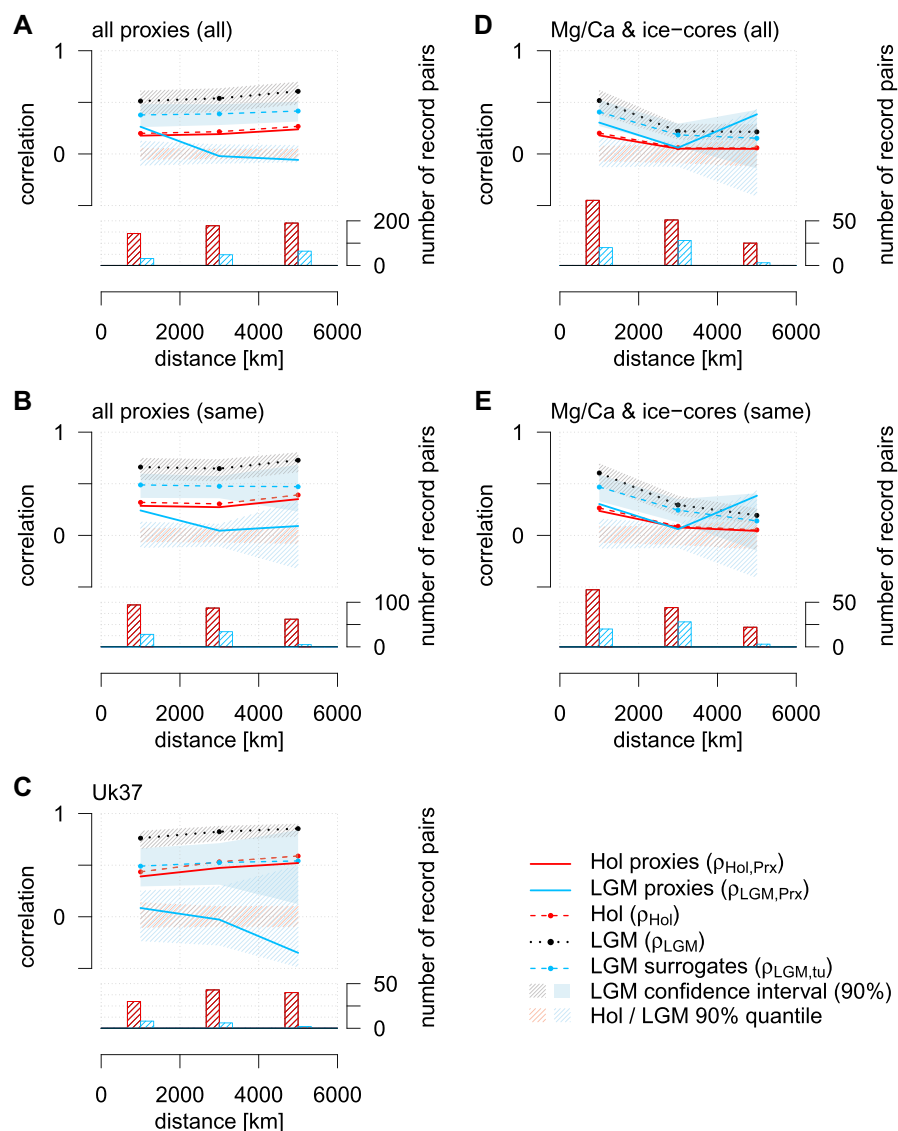 A
all proxies (all)
1
0
correlation
200
0
number of record pairs
0 2000 4000 6000
distance [km]
D
Mg/Ca & ice−cores (all)
1
0
correlation
50
0
number of record pairs
0 2000 4000 6000
distance [km]
B
all proxies (same)
1
0
correlation
100
0
number of record pairs
0 2000 4000 6000
distance [km]
E
Mg/Ca & ice−cores (same)
1
0
correlation
50
0
number of record pairs
0 2000 4000 6000
distance [km]
C
Uk37
1
0
correlation
50
0
number of record pairs
0 2000 4000 6000
distance [km]
Hol proxies (ρHol,Prx)
LGM proxies (ρLGM,Prx)
Hol (ρHol)
LGM (ρLGM)
LGM surrogates (ρLGM,tu)
LGM confidence interval (90%)
Hol / LGM 90% quantile